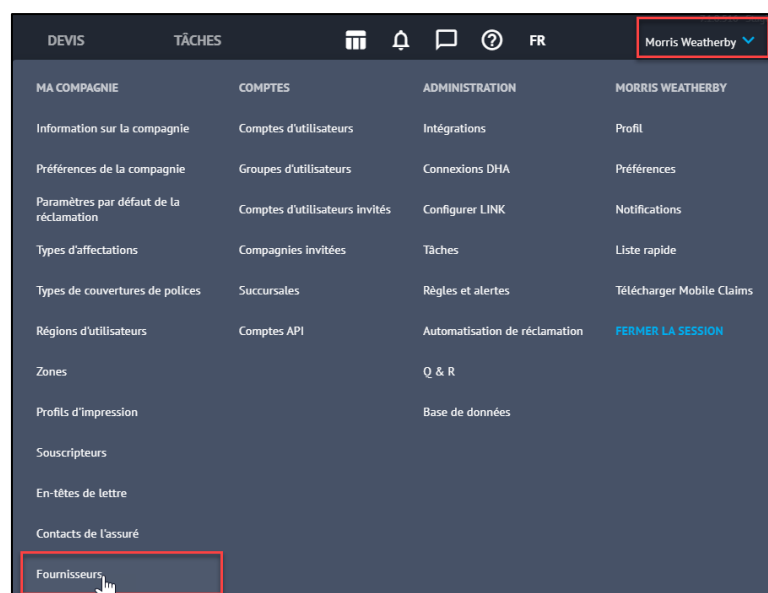 DEVIS
TÂCHES
FR
Morris Weatherby
MA COMPAGNIE
Information sur la compagnie
Préférences de la compagnie
Paramètres par défaut de la
réclamation
Types d'affectations
Types de couvertures de polices
Régions d'utilisateurs
Zones
Profils d'impression
Souscripteurs
En-têtes de lettre
Contacts de l'assuré
Fournisseurs
COMPTES
Comptes d'utilisateurs
Groupes d'utilisateurs
Comptes d'utilisateurs invités
Compagnies invitées
Succursales
Comptes API
ADMINISTRATION
Intégrations
Connexions DHA
Configurer LINK
Tâches
Règles et alertes
Automatisation de réclamation
Q & R
Base de données
MORRIS WEATHERBY
Profil
Préférences
Notifications
Liste rapide
Télécharger Mobile Claims
FERMER LA SESSION